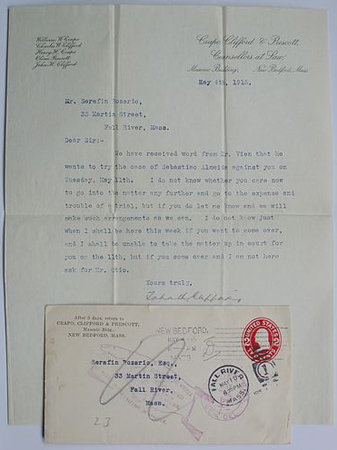 William W. Crapo
Charles W. Clifford
Harry W. Crapo
Oliver Prescott
John H. Clifford
Crapo, Clifford & Prescott,
Counsellors at Law,
Masonic Building, New Bedford, Mass.
May 4th, 1910.
Mr. Serafin Rozario,
33 Martin Street,
Fall River, Mass.
Dear Sir:-
We have received word from Mr. Vien that he
wants to try the case of Sebastino Almeida against you on
Tuesday, May 11th. I do not know whether you care now
to go into the matter any further and go to the expense and
trouble of a trial, but if you do let me know and we will
make such arrangements as we can. I do not know just
when I shall be here this week if you want to come over,
and I shall be unable to take the matter up in court for you
on the 11th, but if you come over and I am not here
ask for Mr. Otis.
Yours truly,
After 5 days return to
CRAPO, CLIFFORD & PRESCOTT,
Masonic Bldg.,
NEW BEDFORD, MASS.
NEW BEDFORD,
MAY
UNITED STATES
Serafin Rozario, Esq.,
33 Martin Street,
Fall River,
Mass.
FALL RIVER
MASS.
23